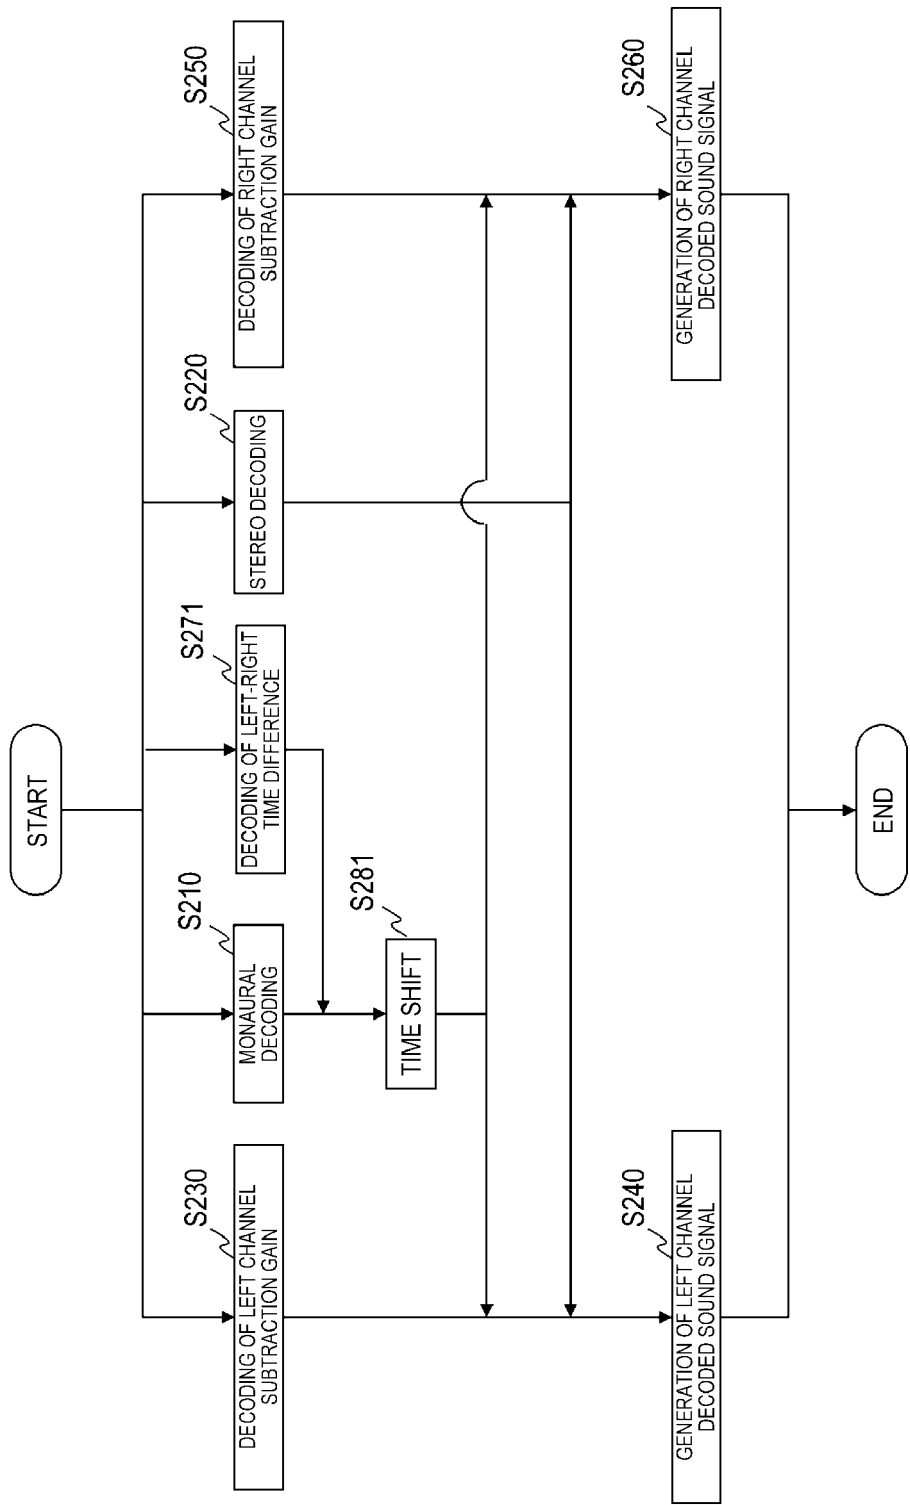 START
S230
DECODING OF LEFT CHANNEL
SUBTRACTION GAIN
S210
MONAURAL
DECODING
S271
DECODING OF LEFT-RIGHT
TIME DIFFERENCE
S220
STEREO DECODING
S250
DECODING OF RIGHT CHANNEL
SUBTRACTION GAIN
S281
TIME SHIFT
S240
GENERATION OF LEFT CHANNEL
DECODED SOUND SIGNAL
S260
GENERATION OF RIGHT CHANNEL
DECODED SOUND SIGNAL
END